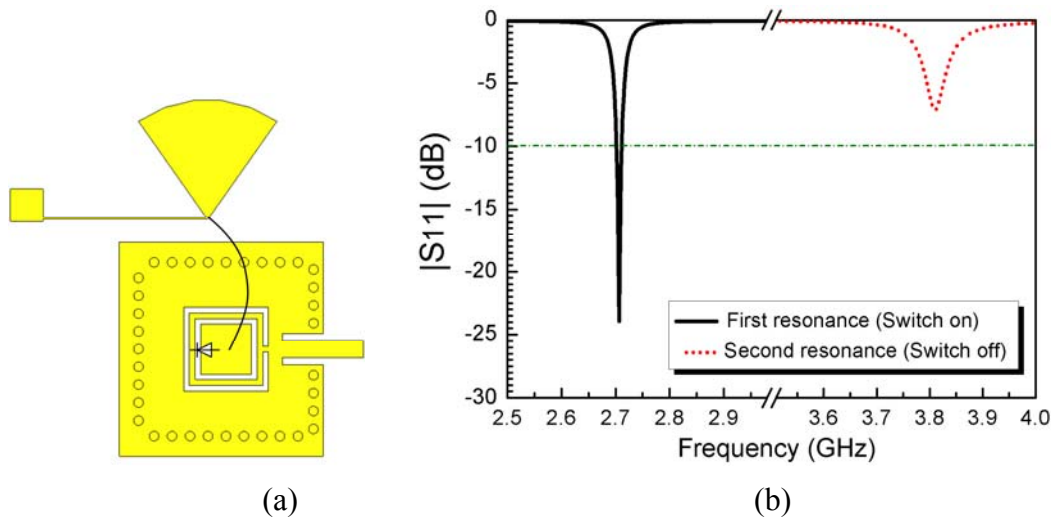 0
-5
-10
-15
-20
-25
-30
|S11| (dB)
First resonance (Switch on)
Second resonance (Switch off)
2.5 2.6 2.7 2.8 2.9 3.6 3.7 3.8 3.9 4.0
Frequency (GHz)
(a) (b)